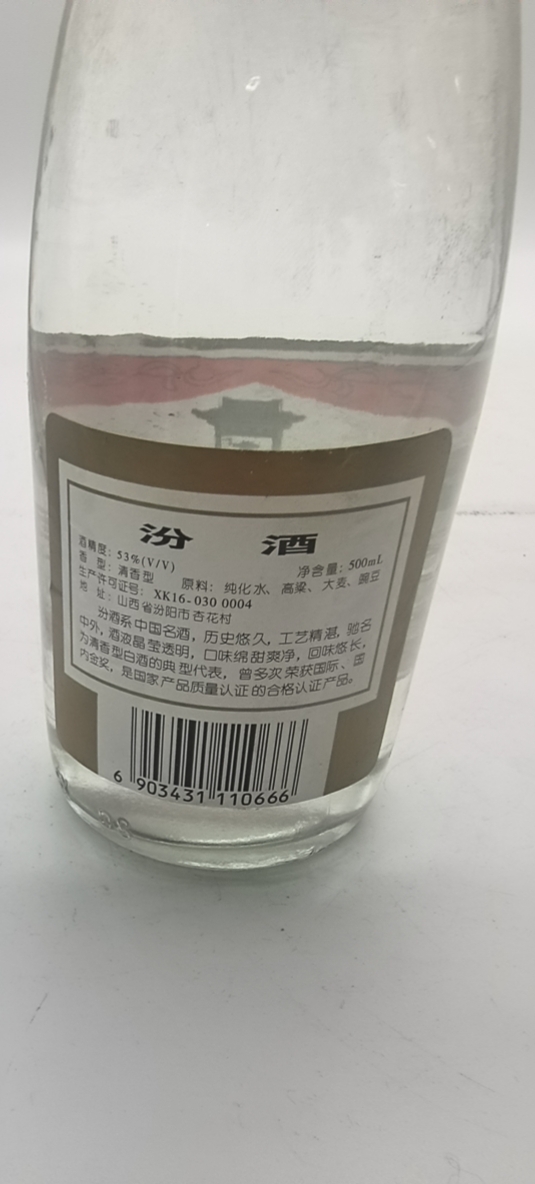 汾 酒
酒精度：53%(V/V) 净含量：500mL
香 型：清香型 原料：纯化水、高粱、大麦、豌豆
生产许可证号：XK16-030 0004
地 址：山西省汾阳市杏花村
汾酒系中国名酒，历史悠久，工艺精湛，驰名
中外，酒液晶莹透明，口味绵甜爽净，回味悠长，
为清香型白酒的典型代表，曾多次荣获国际、国
内金奖，是国家产品质量认证的合格认证产品。
6 903431 110666